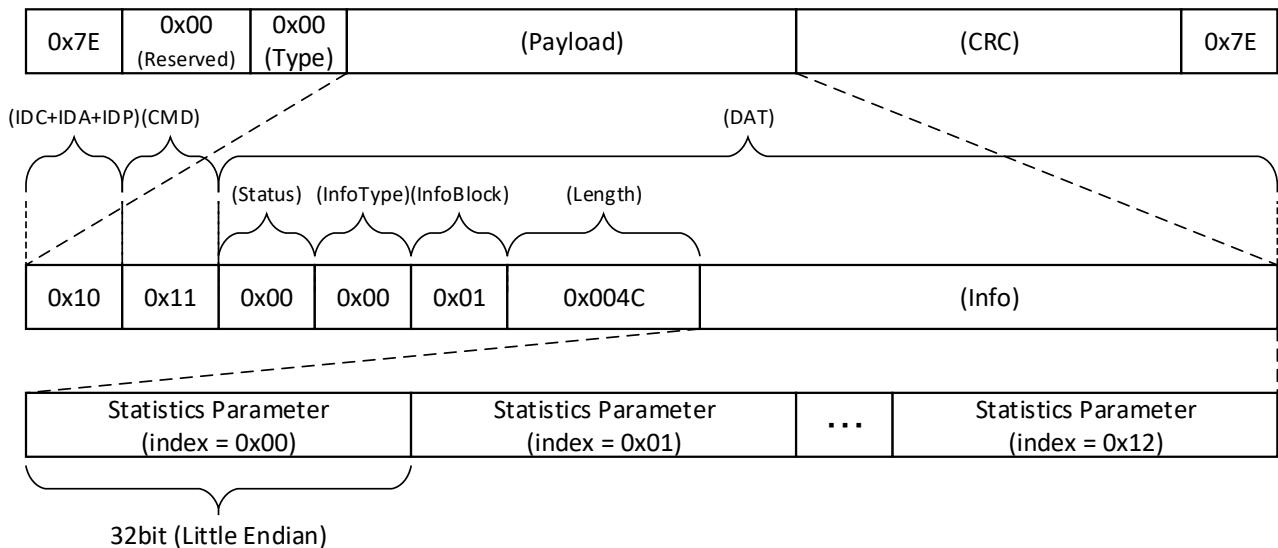 0x7E
0x00
(Reserved)
0x00
(Type)
(Payload)
(CRC)
0x7E
(IDC+IDA+IDP)
(CMD)
(DAT)
(Status)
(InfoType)
(InfoBlock)
(Length)
0x10
0x11
0x00
0x00
0x01
0x004C
(Info)
Statistics Parameter
(index = 0x00)
Statistics Parameter
(index = 0x01)
...
Statistics Parameter
(index = 0x12)
32bit (Little Endian)